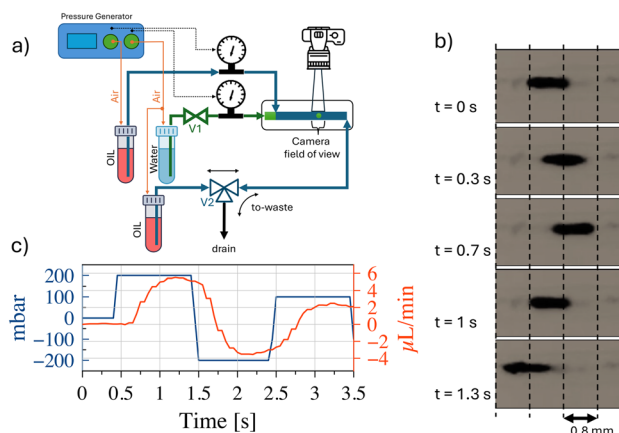 a)
Pressure Generator
Air
Air
OIL
Water
V1
Camera
field of view
OIL
V2
to-waste
drain
b)
t = 0 s
t = 0.3 s
t = 0.7 s
t = 1 s
t = 1.3 s
0.8 mm
c)
mbar
200
100
0
−100
−200
6
4
2
0
−2
−4
µL/min
0 0.5 1 1.5 2 2.5 3 3.5
Time [s]